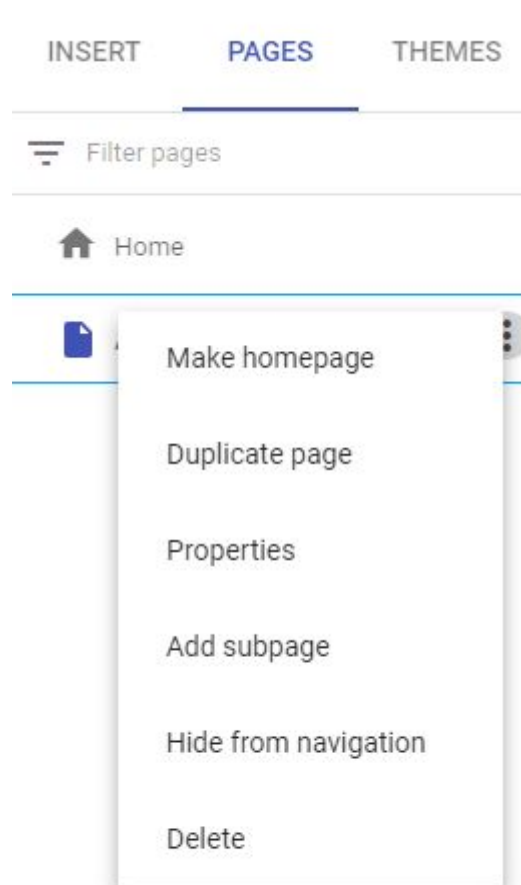 INSERT PAGES THEMES
Filter pages
Home
Make homepage
Duplicate page
Properties
Add subpage
Hide from navigation
Delete